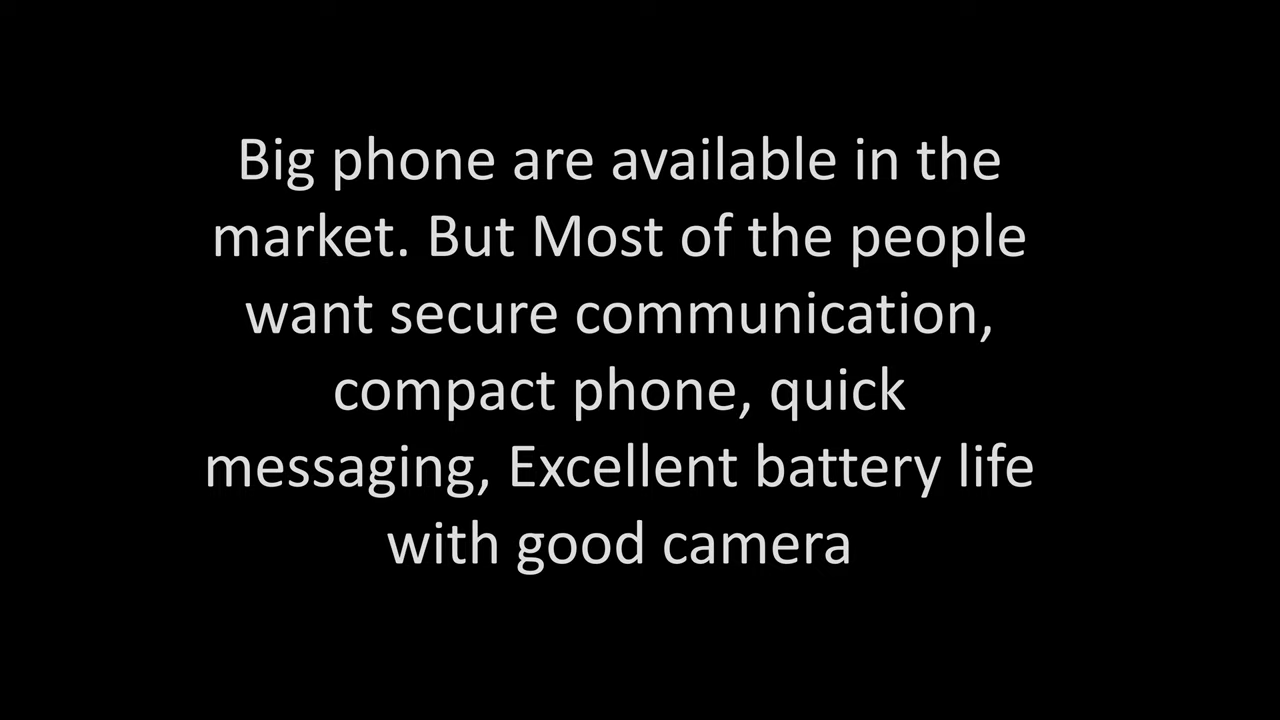 Big phone are available in the
market. But Most of the people
want secure communication,
compact phone, quick
messaging, Excellent battery life
with good camera